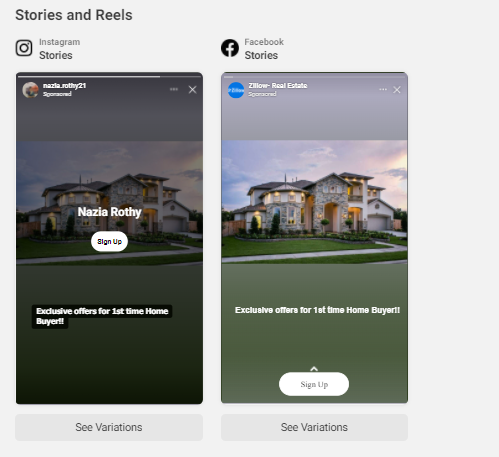 Stories and Reels
Instagram
Stories
Facebook
Stories
nazia.rothy21
Sponsored
Nazia Rothy
Sign Up
Exclusive offers for 1st time Home
Buyer!!
See Variations
Zillow- Real Estate
Sponsored
Exclusive offers for 1st time Home Buyer!!
Sign Up
See Variations